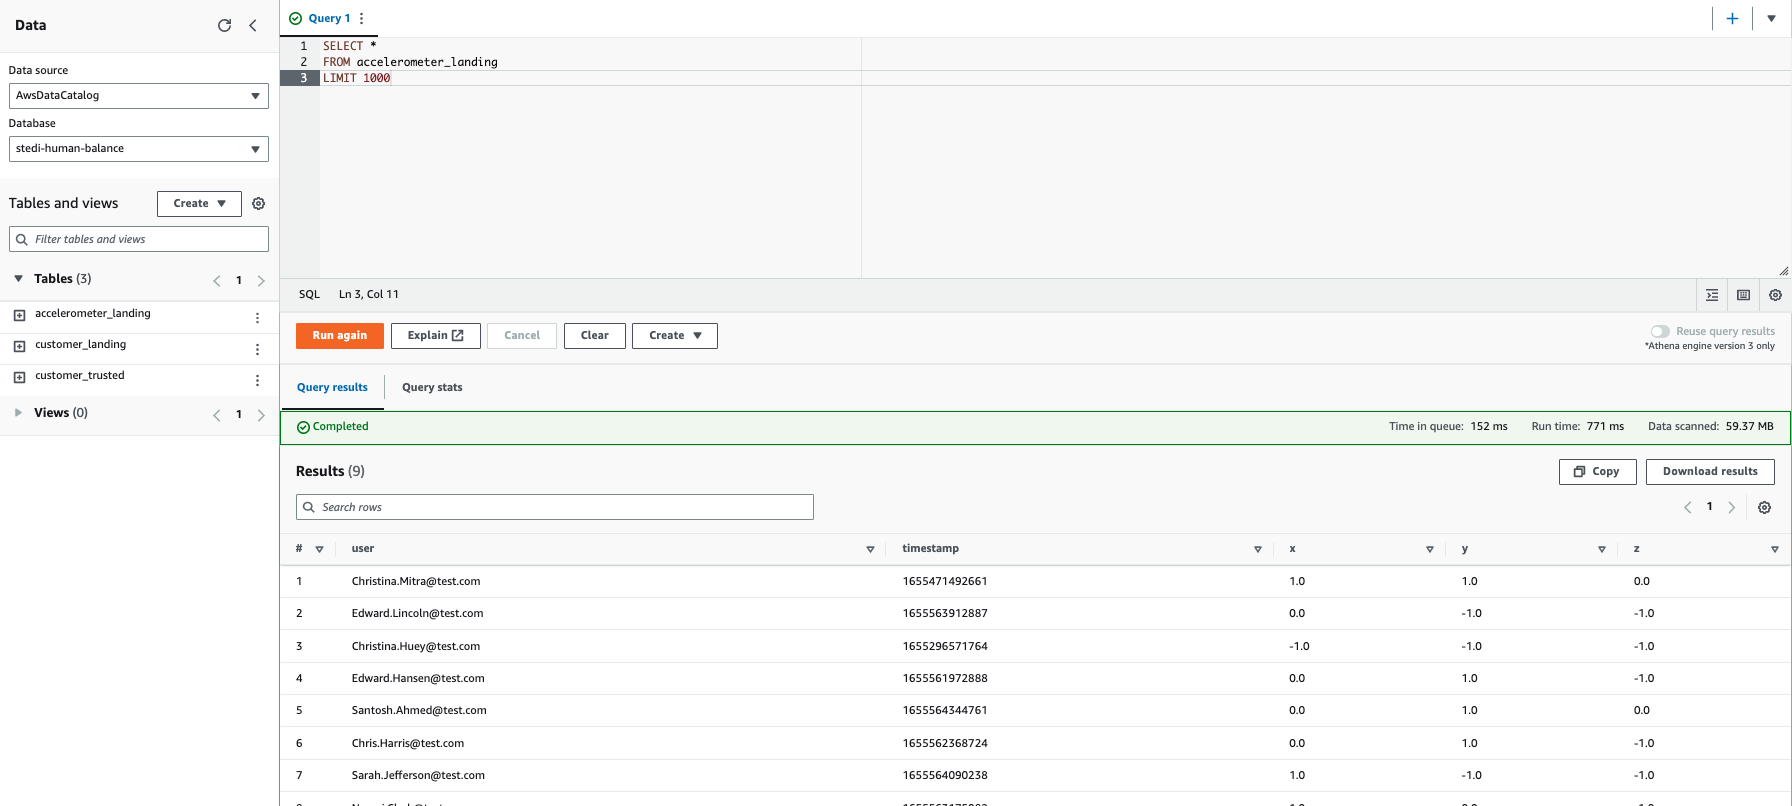 Data
Data source
AwsDataCatalog
Database
stedi-human-balance
Tables and views
Create
Filter tables and views
Tables (3)
1
accelerometer_landing
customer_landing
customer_trusted
Views (0)
1
Query 1
1 SELECT *
2 FROM accelerometer_landing
3 LIMIT 1000
SQL Ln 3, Col 11
Run again Explain Cancel Clear Create
Reuse query results
*Athena engine version 3 only
Query results Query stats
Completed Time in queue: 152 ms Run time: 771 ms Data scanned: 59.37 MB
Results (9) Copy Download results
Search rows
1
# user timestamp x y z
1 Christina.Mitra@test.com 1655471492661 1.0 1.0 0.0
2 Edward.Lincoln@test.com 1655563912887 0.0 -1.0 -1.0
3 Christina.Huey@test.com 1655296571764 -1.0 -1.0 -1.0
4 Edward.Hansen@test.com 1655561972888 0.0 1.0 -1.0
5 Santosh.Ahmed@test.com 1655564344761 0.0 1.0 0.0
6 Chris.Harris@test.com 1655562368724 0.0 1.0 -1.0
7 Sarah.Jefferson@test.com 1655564090238 1.0 -1.0 -1.0